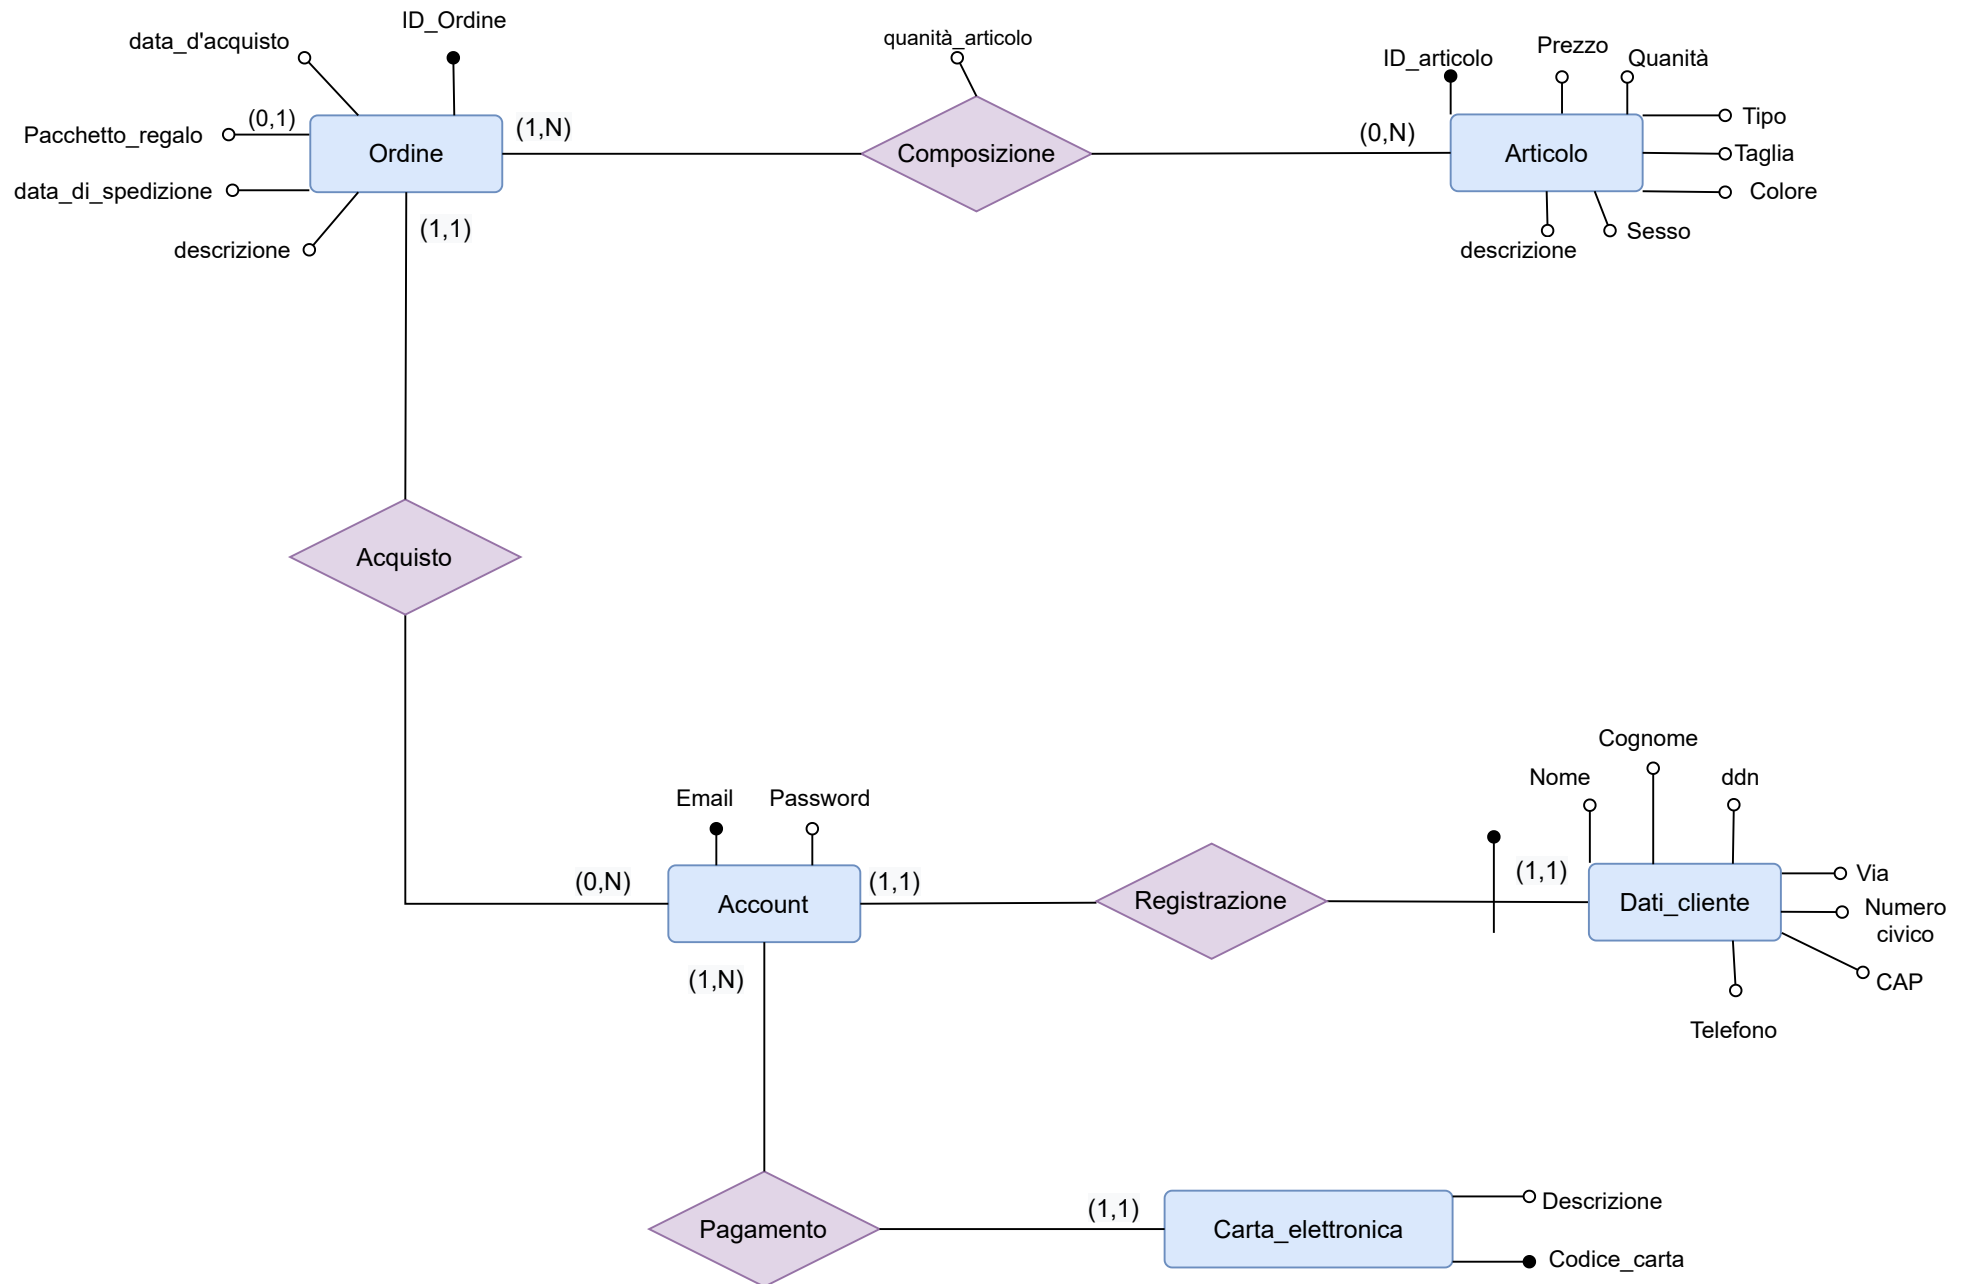 ID_Ordine
data_d'acquisto
quanità_articolo
Prezzo
ID_articolo
Quanità
(0,1)
Pacchetto_regalo
(1,N)
(0,N)
Tipo
Ordine
Composizione
Articolo
Taglia
data_di_spedizione
Colore
(1,1)
descrizione
descrizione
Sesso
Acquisto
Cognome
Nome
ddn
Email
Password
(0,N)
(1,1)
(1,1)
Via
Account
Registrazione
Dati_cliente
Numero
civico
(1,N)
CAP
Telefono
(1,1)
Descrizione
Pagamento
Carta_elettronica
Codice_carta